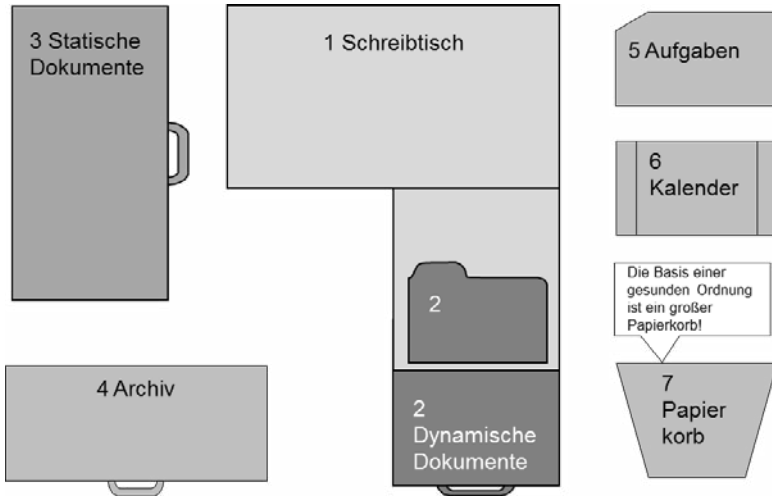 3 Statische
Dokumente
1 Schreibtisch
2
2
Dynamische
Dokumente
4 Archiv
5 Aufgaben
6
Kalender
Die Basis einer
gesunden Ordnung
ist ein großer
Papierkorb!
7
Papier
korb